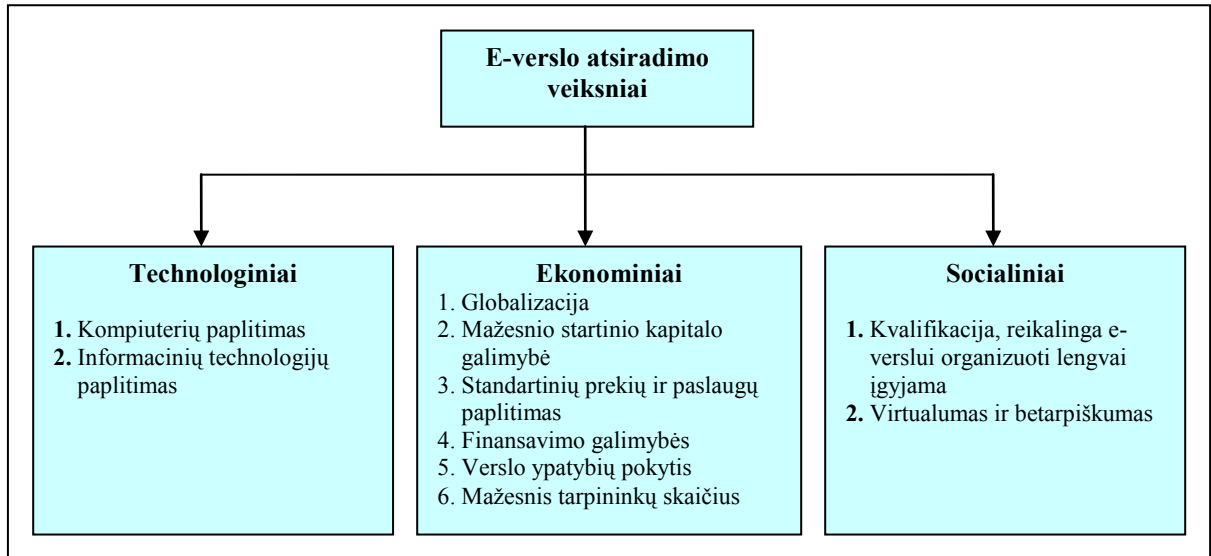 E-verslo atsiradimo
veiksniai
Technologiniai
1. Kompiuterių paplitimas
2. Informacinių technologijų
paplitimas
Ekonominiai
1. Globalizacija
2. Mažesnio startinio kapitalo
galimybė
3. Standartinių prekių ir paslaugų
paplitimas
4. Finansavimo galimybės
5. Verslo ypatybių pokytis
6. Mažesnis tarpininkų skaičius
Socialiniai
1. Kvalifikacija, reikalinga e-
verslui organizuoti lengvai
įgyjama
2. Virtualumas ir betarpiškumas